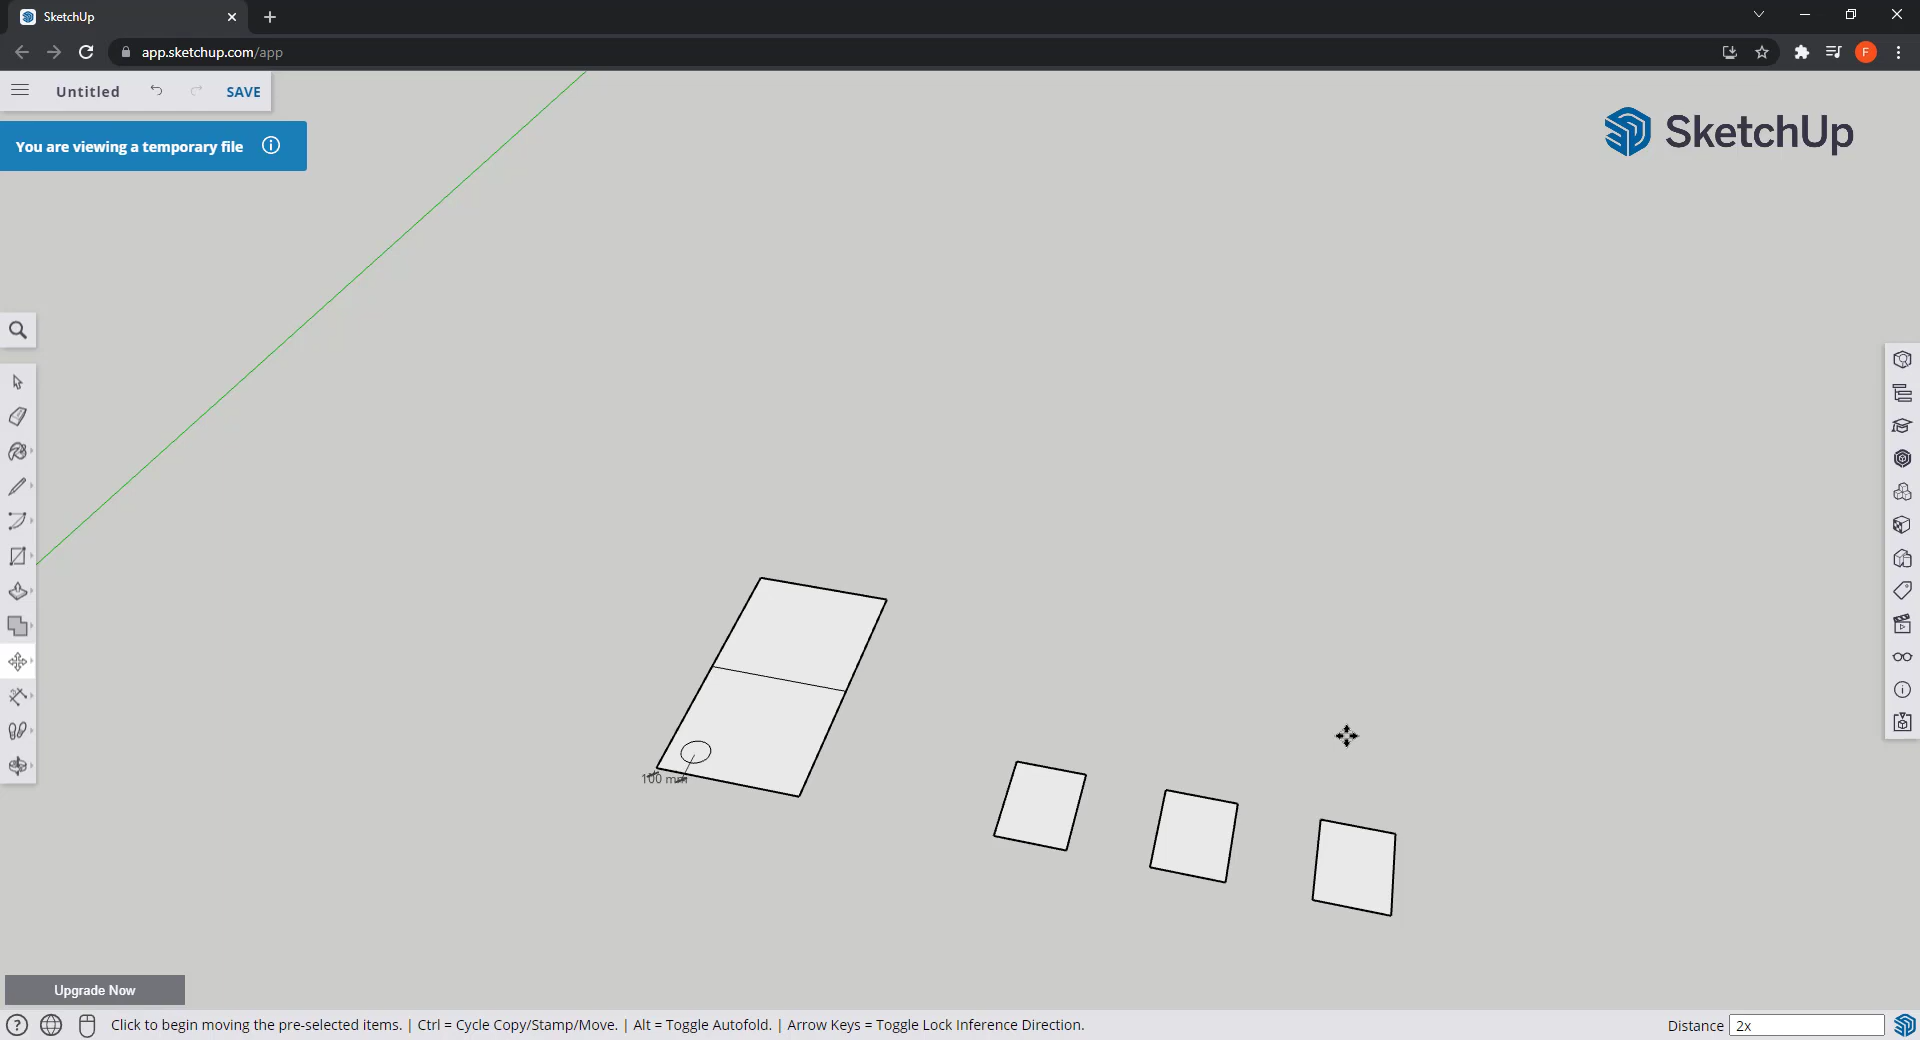 SketchUp
app.sketchup.com/app
F
Untitled
SAVE
You are viewing a temporary file
SketchUp
100 mm
Upgrade Now
Click to begin moving the pre-selected items. | Ctrl = Cycle Copy/Stamp/Move. | Alt = Toggle Autofold. | Arrow Keys = Toggle Lock Inference Direction.
Distance 2x